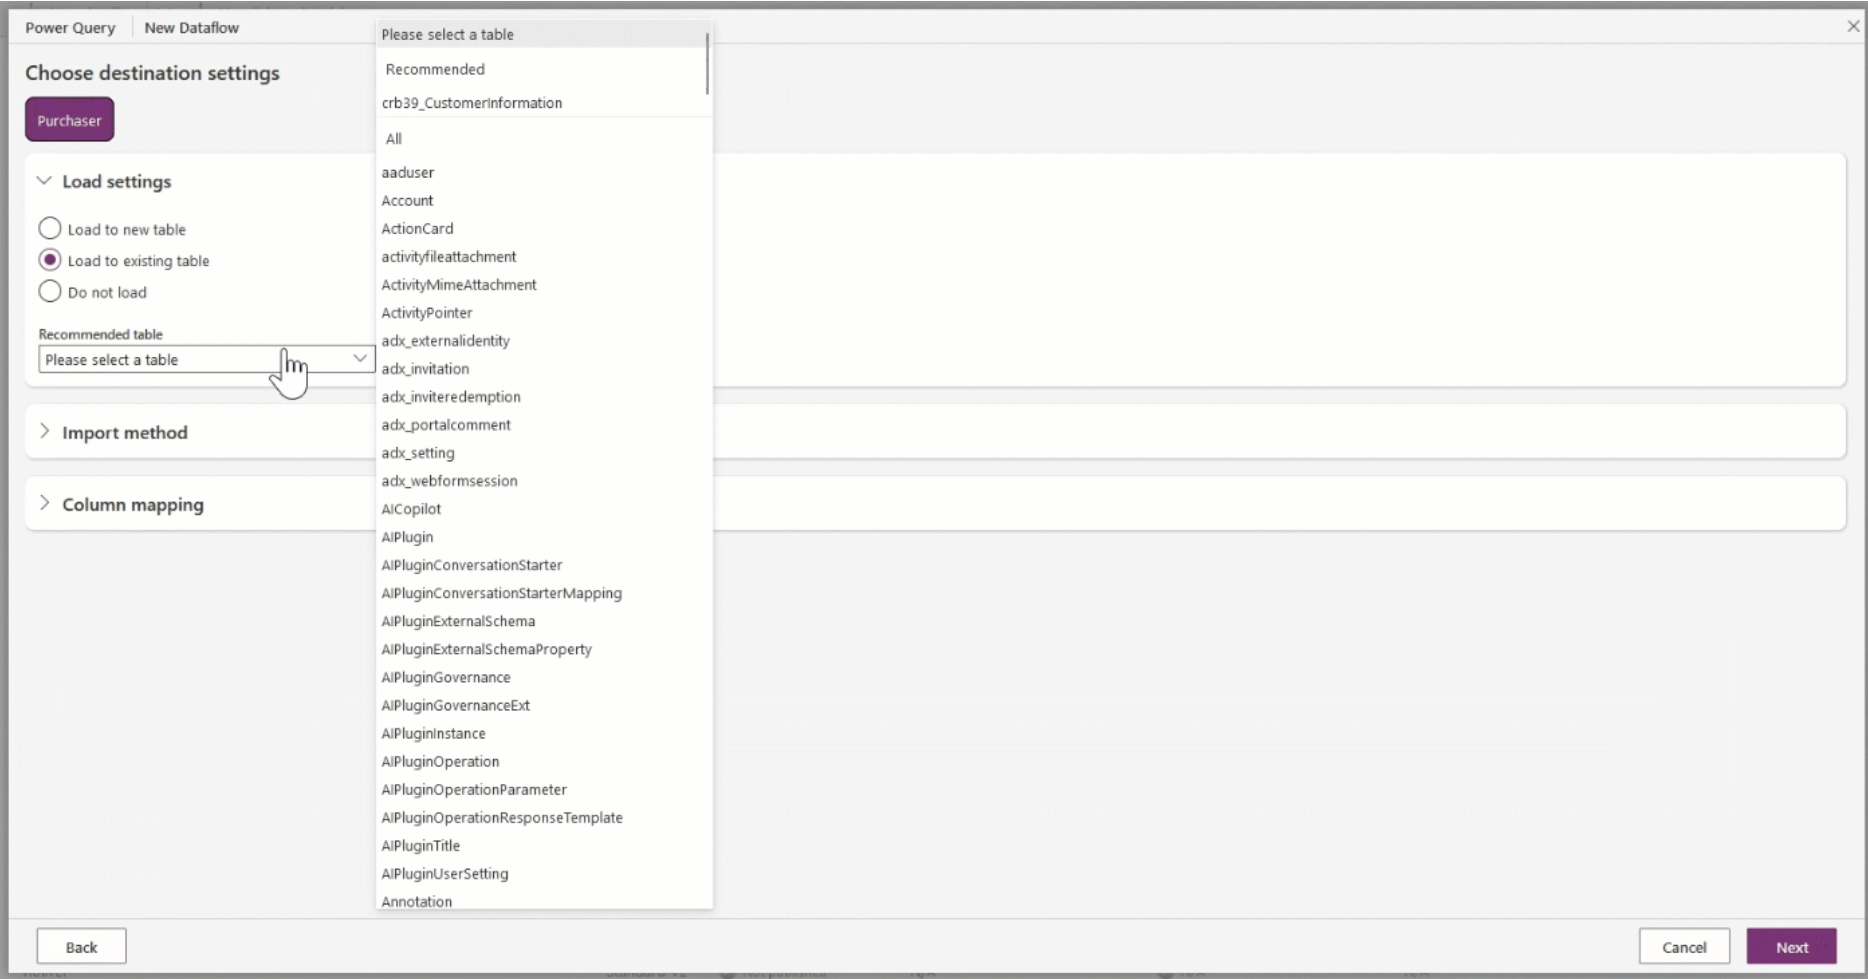 Power Query
New Dataflow
Choose destination settings
Purchaser
Load settings
Load to new table
Load to existing table
Do not load
Recommended table
Please select a table
Please select a table
Recommended
crb39_CustomerInformation
All
aaduser
Account
ActionCard
activityfileattachment
ActivityMimeAttachment
ActivityPointer
adx_externalidentity
adx_invitation
adx_inviteredemption
adx_portalcomment
adx_setting
adx_webformsession
AICopilot
AIPlugin
AIPluginConversationStarter
AIPluginConversationStarterMapping
AIPluginExternalSchema
AIPluginExternalSchemaProperty
AIPluginGovernance
AIPluginGovernanceExt
AIPluginInstance
AIPluginOperation
AIPluginOperationParameter
AIPluginOperationResponseTemplate
AIPluginTitle
AIPluginUserSetting
Annotation
Import method
Column mapping
Back
Cancel
Next